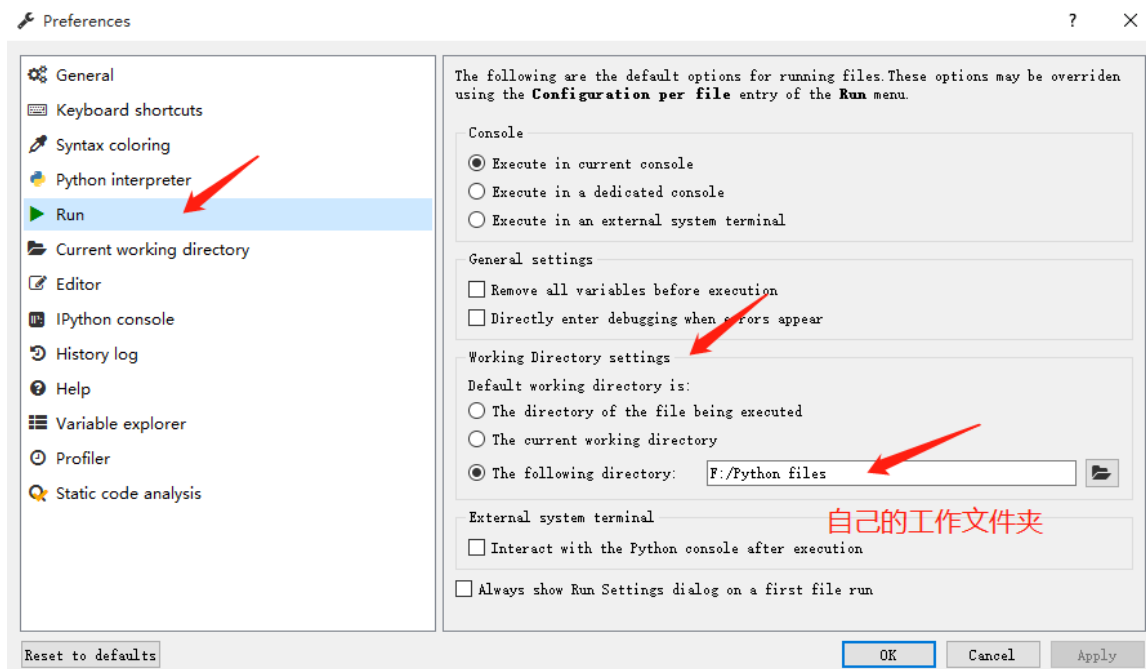 Preferences
?
General
Keyboard shortcuts
Syntax coloring
Python interpreter
Run
Current working directory
Editor
IPython console
History log
Help
Variable explorer
Profiler
Static code analysis
The following are the default options for running files.These options may be overriden
using the Configuration per file entry of the Run menu.
Console
Execute in current console
Execute in a dedicated console
Execute in an external system terminal
General settings
Remove all variables before execution
Directly enter debugging when errors appear
Working Directory settings
Default working directory is:
The directory of the file being executed
The current working directory
The following directory: F:/Python files
自己的工作文件夹
External system terminal
Interact with the Python console after execution
Always show Run Settings dialog on a first file run
Reset to defaults
OK
Cancel
Apply